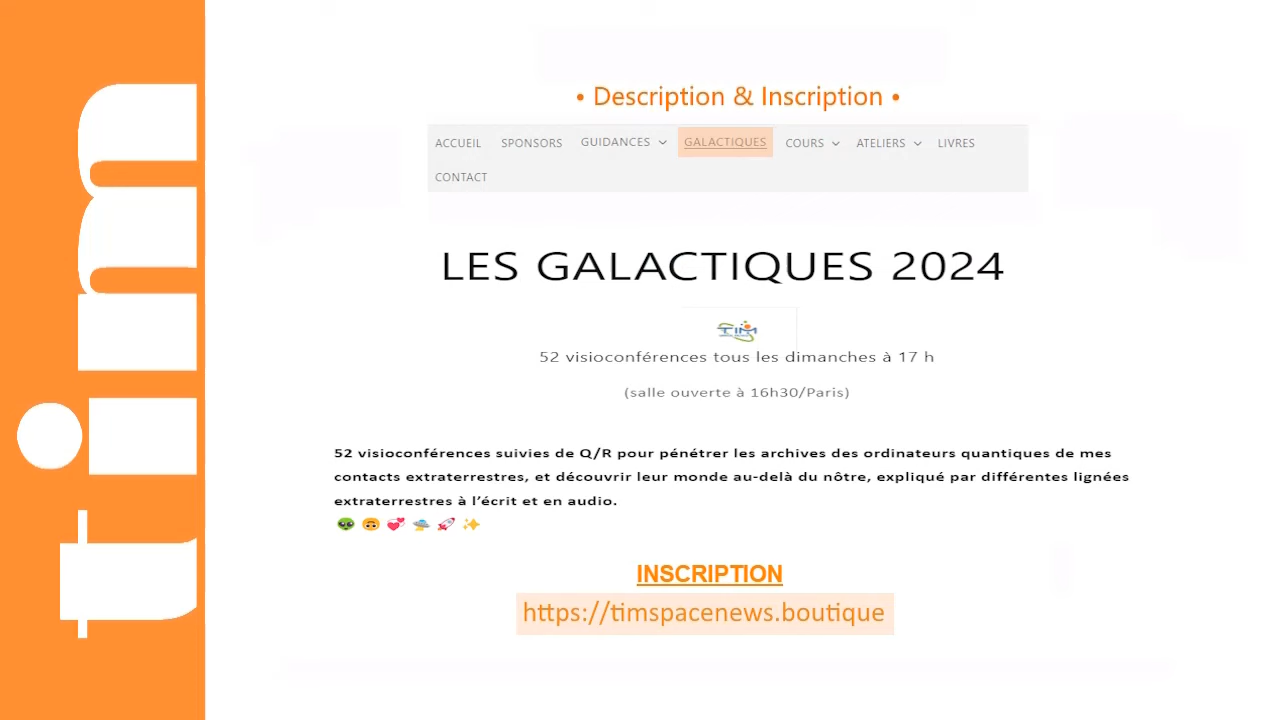 tim
• Description & Inscription •
ACCUEIL SPONSORS GUIDANCES GALACTIQUES COURS ATELIERS LIVRES
CONTACT
LES GALACTIQUES 2024
TIM
52 visioconférences tous les dimanches à 17 h
(salle ouverte à 16h30/Paris)
52 visioconférences suivies de Q/R pour pénétrer les archives des ordinateurs quantiques de mes
contacts extraterrestres, et découvrir leur monde au-delà du nôtre, expliqué par différentes lignées
extraterrestres à l’écrit et en audio.
👽 🙃 💞 🛸 🚀 ✨
INSCRIPTION
https://timspacenews.boutique